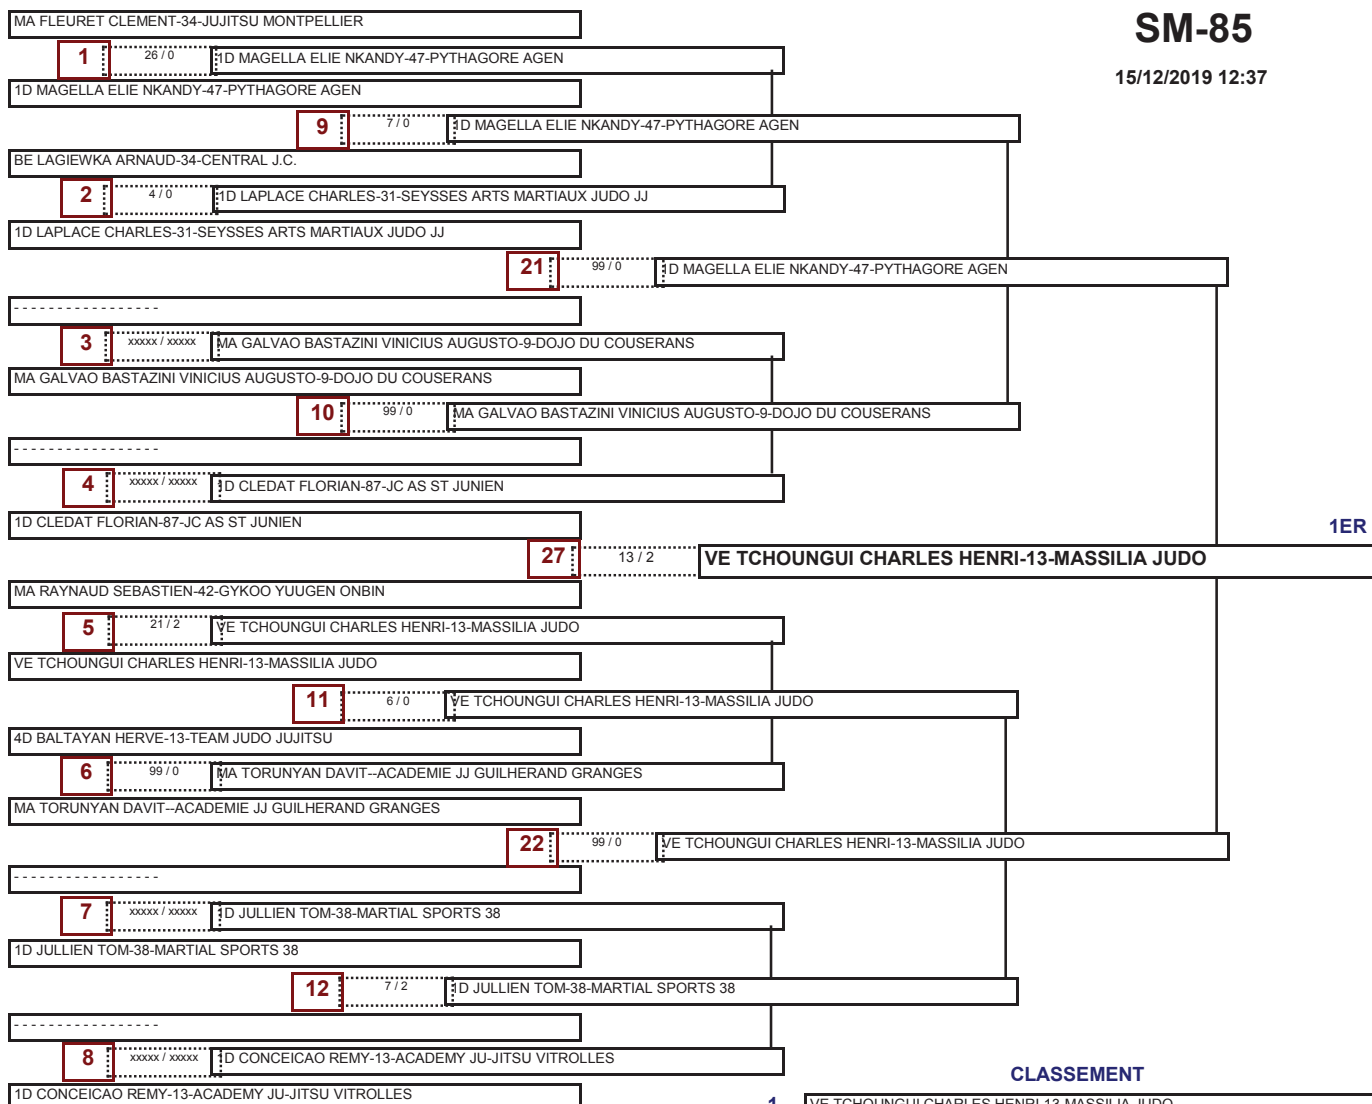 MA FLEURET CLEMENT-34-JUJITSU MONTPELLIER
SM-85
1 26 / 0 1D MAGELLA ELIE NKANDY-47-PYTHAGORE AGEN
15/12/2019 12:37
1D MAGELLA ELIE NKANDY-47-PYTHAGORE AGEN
9 7 / 0 1D MAGELLA ELIE NKANDY-47-PYTHAGORE AGEN
BE LAGIEWKA ARNAUD-34-CENTRAL J.C.
2 4 / 0 1D LAPLACE CHARLES-31-SEYSSES ARTS MARTIAUX JUDO JJ
1D LAPLACE CHARLES-31-SEYSSES ARTS MARTIAUX JUDO JJ
21 99 / 0 1D MAGELLA ELIE NKANDY-47-PYTHAGORE AGEN
- - - - - - - - - - - - - - - - -
3 xxxxx / xxxxx MA GALVAO BASTAZINI VINICIUS AUGUSTO-9-DOJO DU COUSERANS
MA GALVAO BASTAZINI VINICIUS AUGUSTO-9-DOJO DU COUSERANS
10 99 / 0 MA GALVAO BASTAZINI VINICIUS AUGUSTO-9-DOJO DU COUSERANS
- - - - - - - - - - - - - - - - -
4 xxxxx / xxxxx 1D CLEDAT FLORIAN-87-JC AS ST JUNIEN
1D CLEDAT FLORIAN-87-JC AS ST JUNIEN
1ER
27 13 / 2 VE TCHOUNGUI CHARLES HENRI-13-MASSILIA JUDO
MA RAYNAUD SEBASTIEN-42-GYKOO YUUGEN ONBIN
5 21 / 2 VE TCHOUNGUI CHARLES HENRI-13-MASSILIA JUDO
VE TCHOUNGUI CHARLES HENRI-13-MASSILIA JUDO
11 6 / 0 VE TCHOUNGUI CHARLES HENRI-13-MASSILIA JUDO
4D BALTAYAN HERVE-13-TEAM JUDO JUJITSU
6 99 / 0 MA TORUNYAN DAVIT--ACADEMIE JJ GUILHERAND GRANGES
MA TORUNYAN DAVIT--ACADEMIE JJ GUILHERAND GRANGES
22 99 / 0 VE TCHOUNGUI CHARLES HENRI-13-MASSILIA JUDO
- - - - - - - - - - - - - - - - -
7 xxxxx / xxxxx 1D JULLIEN TOM-38-MARTIAL SPORTS 38
1D JULLIEN TOM-38-MARTIAL SPORTS 38
12 7 / 2 1D JULLIEN TOM-38-MARTIAL SPORTS 38
- - - - - - - - - - - - - - - - -
8 xxxxx / xxxxx 1D CONCEICAO REMY-13-ACADEMY JU-JITSU VITROLLES
CLASSEMENT
1D CONCEICAO REMY-13-ACADEMY JU-JITSU VITROLLES
1 VE TCHOUNGUI CHARLES HENRI-13-MASSILIA JUDO